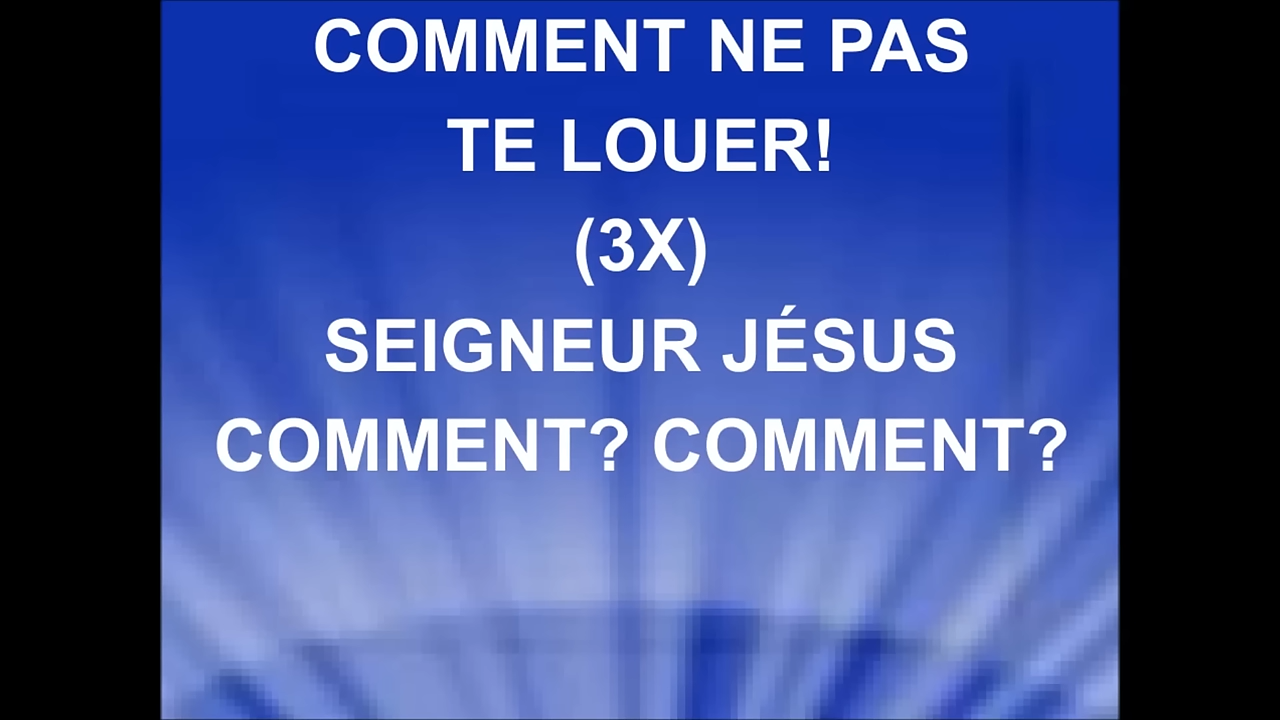 COMMENT NE PAS
TE LOUER!
(3X)
SEIGNEUR JÉSUS
COMMENT? COMMENT?